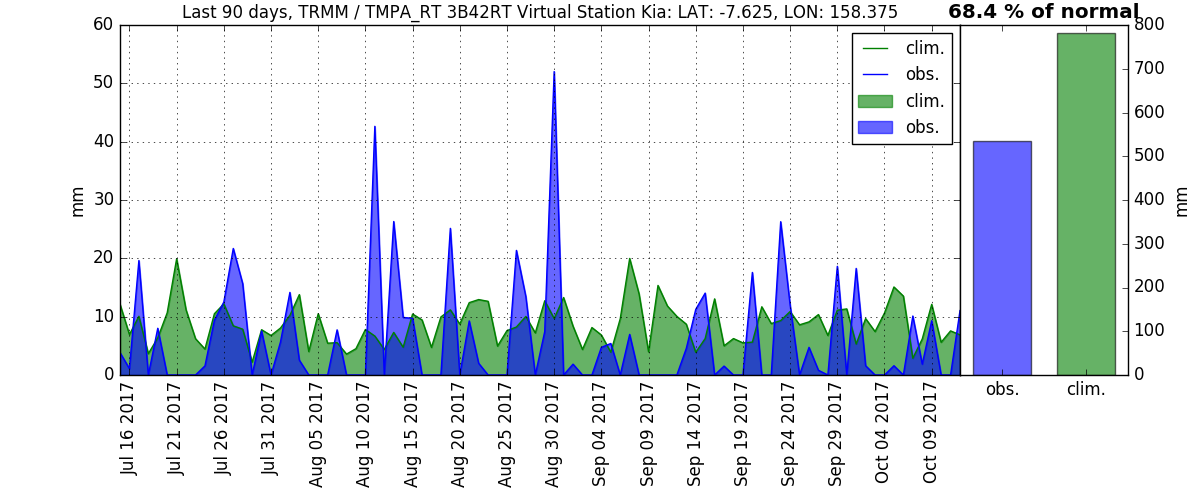 Last 90 days, TRMM / TMPA_RT 3B42RT Virtual Station Kia: LAT: -7.625, LON: 158.375
68.4 % of normal
60
50
40
30
20
10
0
mm
clim.
obs.
clim.
obs.
800
700
600
500
400
300
200
100
0
mm
Jul 16 2017
Jul 21 2017
Jul 26 2017
Jul 31 2017
Aug 05 2017
Aug 10 2017
Aug 15 2017
Aug 20 2017
Aug 25 2017
Aug 30 2017
Sep 04 2017
Sep 09 2017
Sep 14 2017
Sep 19 2017
Sep 24 2017
Sep 29 2017
Oct 04 2017
Oct 09 2017
obs.
clim.